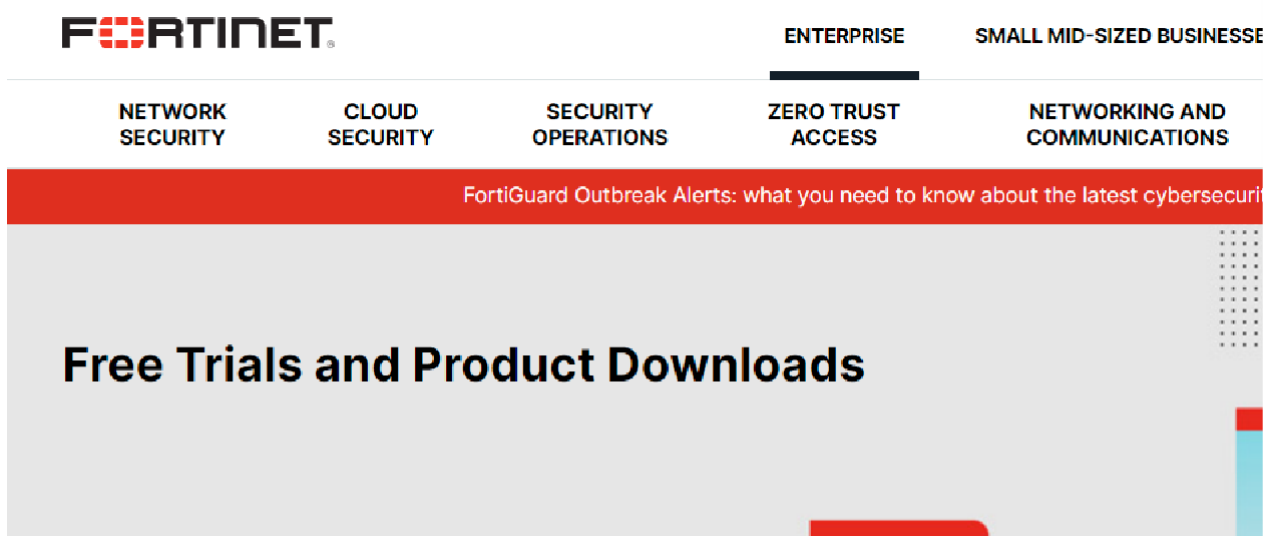 FORTINET®
ENTERPRISE SMALL MID-SIZED BUSINESSE
NETWORK SECURITY
CLOUD SECURITY
SECURITY OPERATIONS
ZERO TRUST ACCESS
NETWORKING AND COMMUNICATIONS
FortiGuard Outbreak Alerts: what you need to know about the latest cybersecuri
Free Trials and Product Downloads